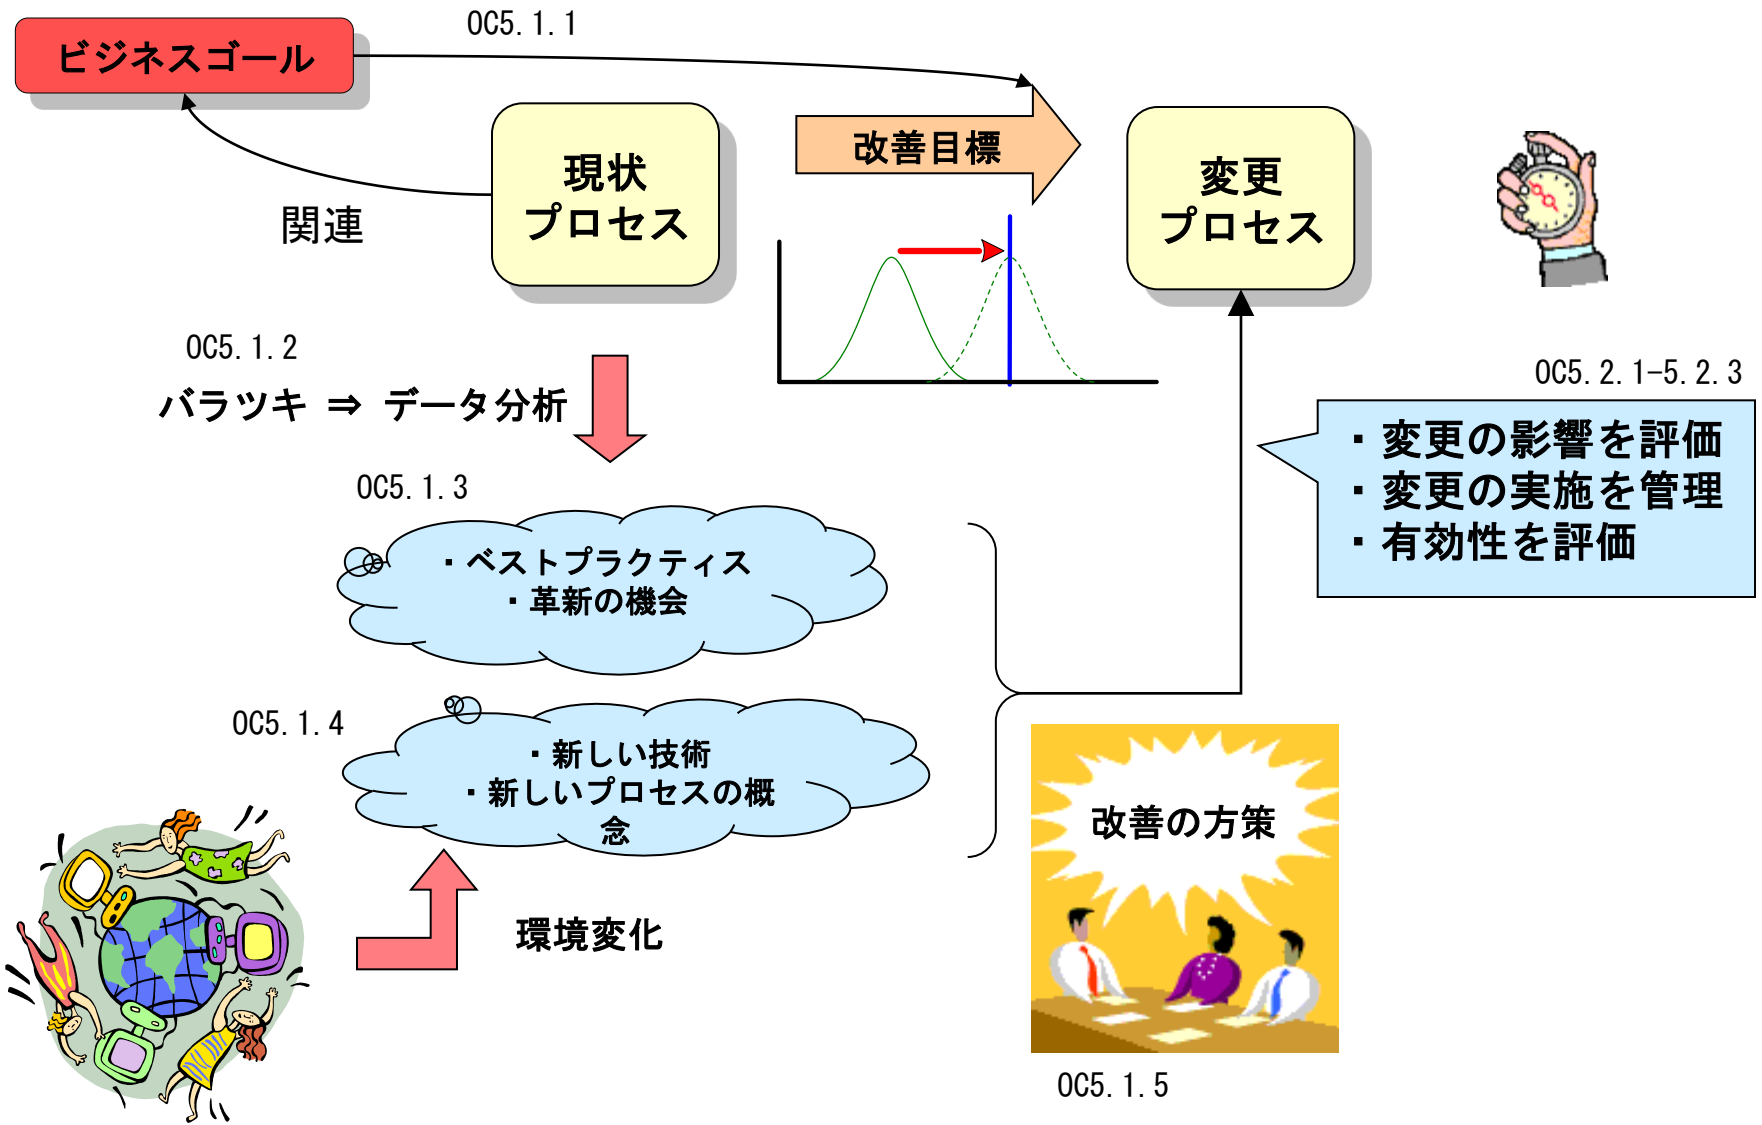 OC5.1.1
ビジネスゴール
改善目標
現状
プロセス
変更
プロセス
関連
OC5.1.2
バラツキ ⇒ データ分析
OC5.2.1-5.2.3
・変更の影響を評価
・変更の実施を管理
・有効性を評価
OC5.1.3
・ベストプラクティス
・革新の機会
OC5.1.4
・新しい技術
・新しいプロセスの概
念
改善の方策
環境変化
OC5.1.5